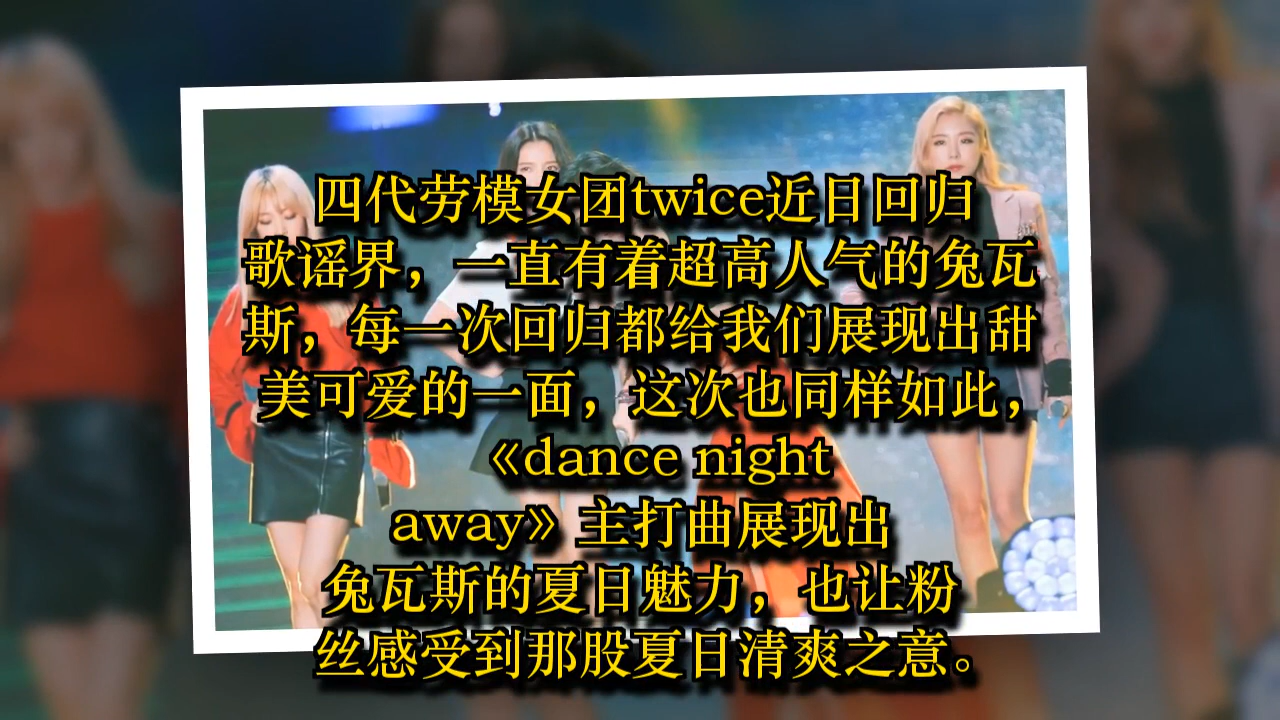 四代劳模女团twice近日回归
歌谣界，一直有着超高人气的兔瓦
斯，每一次回归都给我们展现出甜
美可爱的一面，这次也同样如此，
《dance night
away》主打曲展现出
兔瓦斯的夏日魅力，也让粉
丝感受到那股夏日清爽之意。